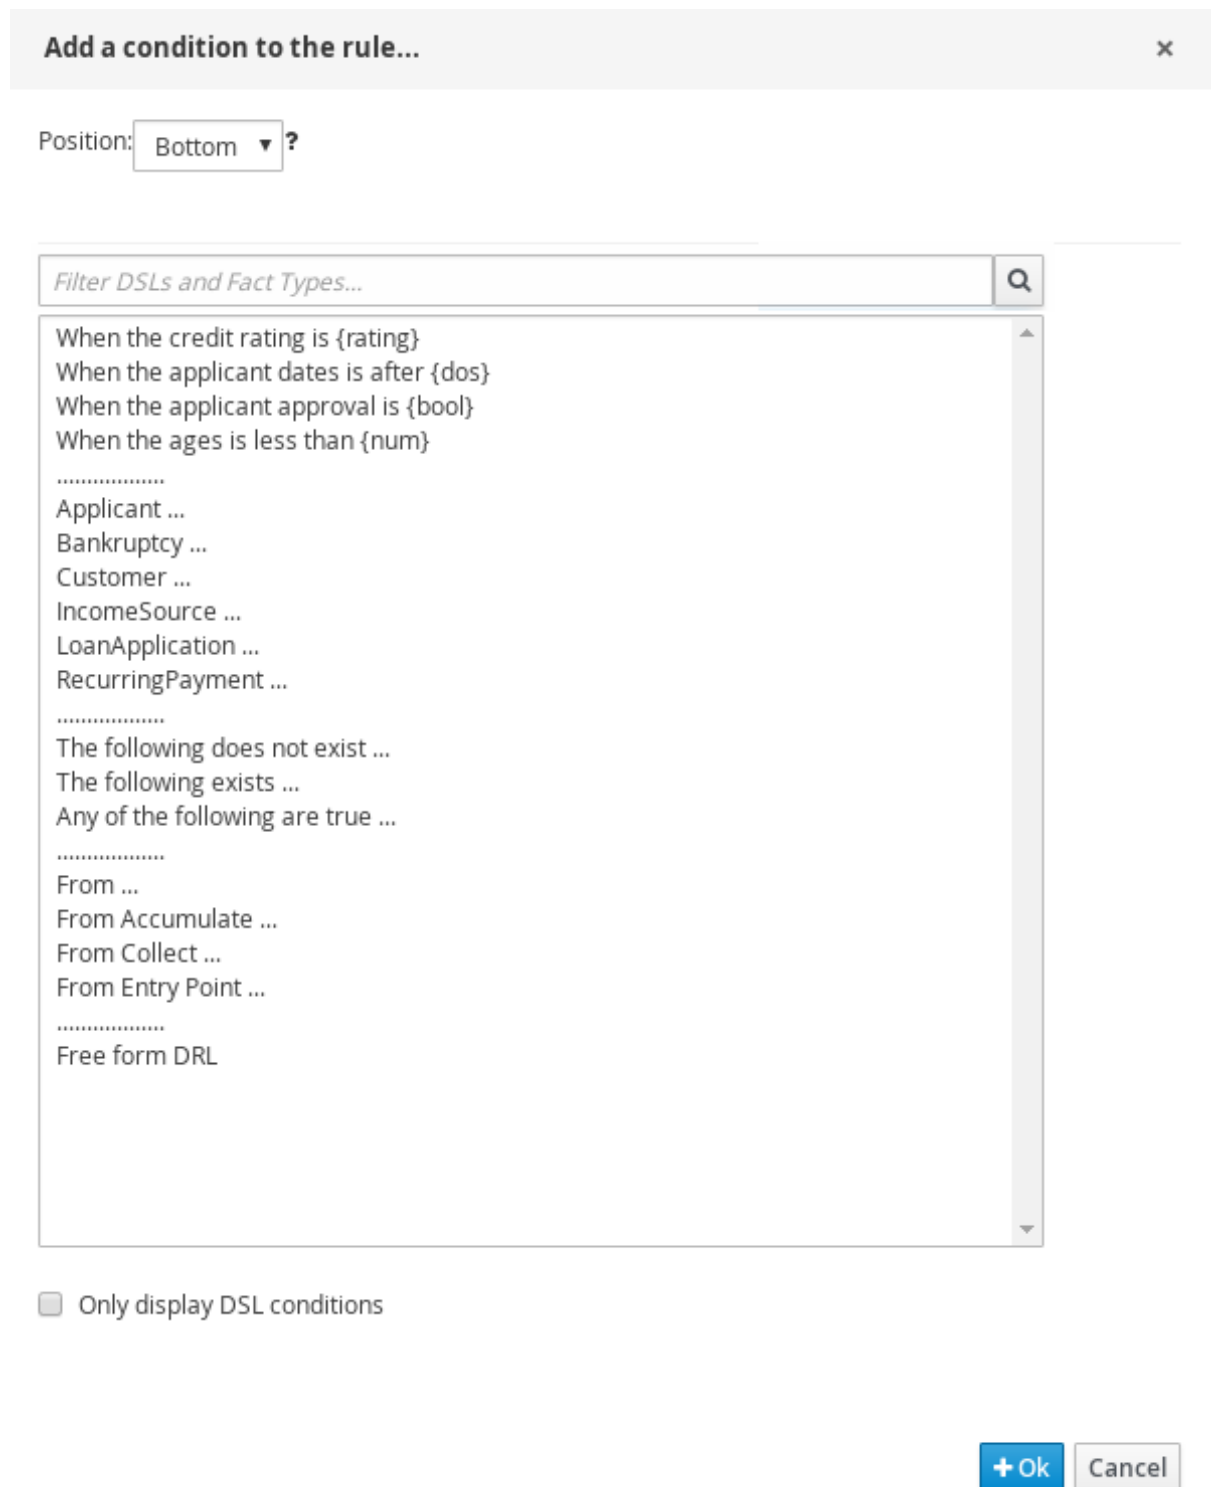 Add a condition to the rule...
×
Position: Bottom ▼ ?
Filter DSLs and Fact Types...
When the credit rating is {rating}
When the applicant dates is after {dos}
When the applicant approval is {bool}
When the ages is less than {num}
..................
Applicant ...
Bankruptcy ...
Customer ...
IncomeSource ...
LoanApplication ...
RecurringPayment ...
..................
The following does not exist ...
The following exists ...
Any of the following are true ...
..................
From ...
From Accumulate ...
From Collect ...
From Entry Point ...
..................
Free form DRL
Only display DSL conditions
+ Ok Cancel